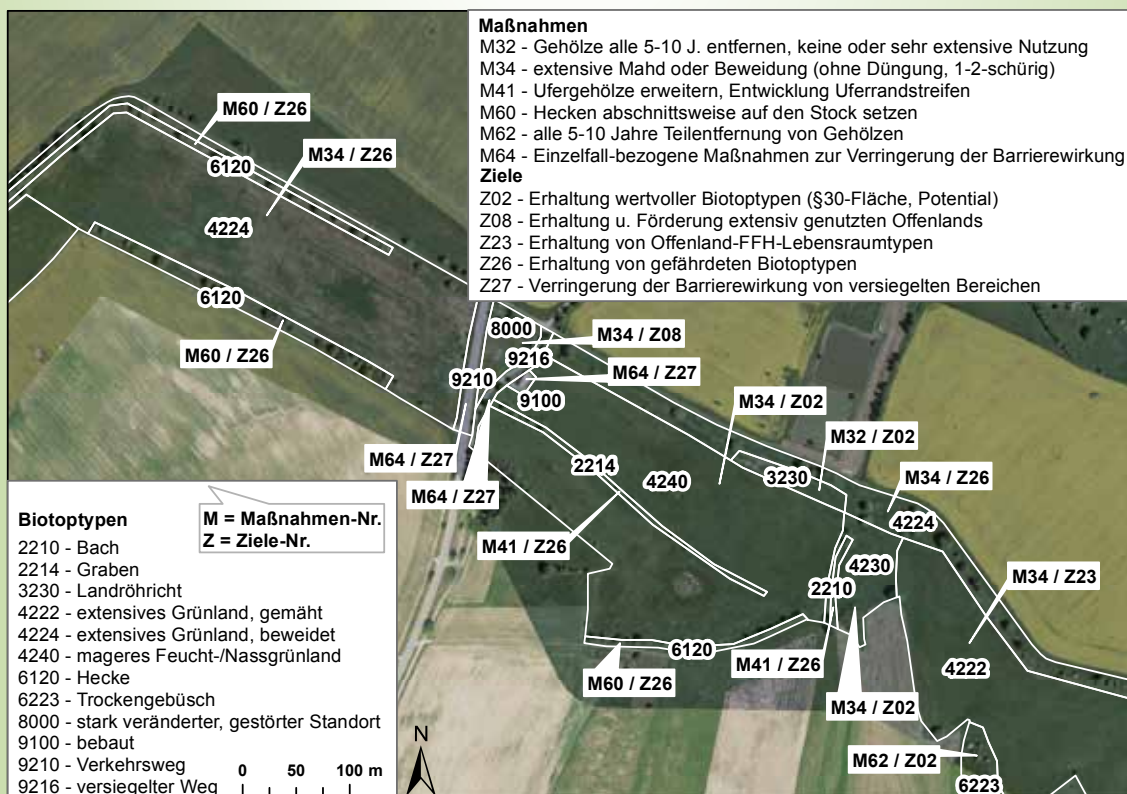 Maßnahmen
M32 - Gehölze alle 5-10 J. entfernen, keine oder sehr extensive Nutzung
M34 - extensive Mahd oder Beweidung (ohne Düngung, 1-2-schürig)
M41 - Ufergehölze erweitern, Entwicklung Uferrandstreifen
M60 - Hecken abschnittsweise auf den Stock setzen
M62 - alle 5-10 Jahre Teilentfernung von Gehölzen
M64 - Einzelfall-bezogene Maßnahmen zur Verringerung der Barrierewirkung
Ziele
Z02 - Erhaltung wertvoller Biotoptypen (§30-Fläche, Potential)
Z08 - Erhaltung u. Förderung extensiv genutzten Offenlands
Z23 - Erhaltung von Offenland-FFH-Lebensraumtypen
Z26 - Erhaltung von gefährdeten Biotoptypen
Z27 - Verringerung der Barrierewirkung von versiegelten Bereichen
M60 / Z26
6120
M34 / Z26
4224
6120
M60 / Z26
8000
M34 / Z08
9216
9210
M64 / Z27
9100
M34 / Z02
M64 / Z27
M32 / Z02
2214
3230
4240
M34 / Z26
M64 / Z27
4224
M41 / Z26
4230
M34 / Z23
2210
6120
M41 / Z26
4222
M60 / Z26
M34 / Z02
M62 / Z02
6223
Biotoptypen
M = Maßnahmen-Nr.
Z = Ziele-Nr.
2210 - Bach
2214 - Graben
3230 - Landröhricht
4222 - extensives Grünland, gemäht
4224 - extensives Grünland, beweidet
4240 - mageres Feucht-/Nassgrünland
6120 - Hecke
6223 - Trockengebüsch
8000 - stark veränderter, gestörter Standort
9100 - bebaut
9210 - Verkehrsweg
9216 - versiegelter Weg
0 50 100 m
N